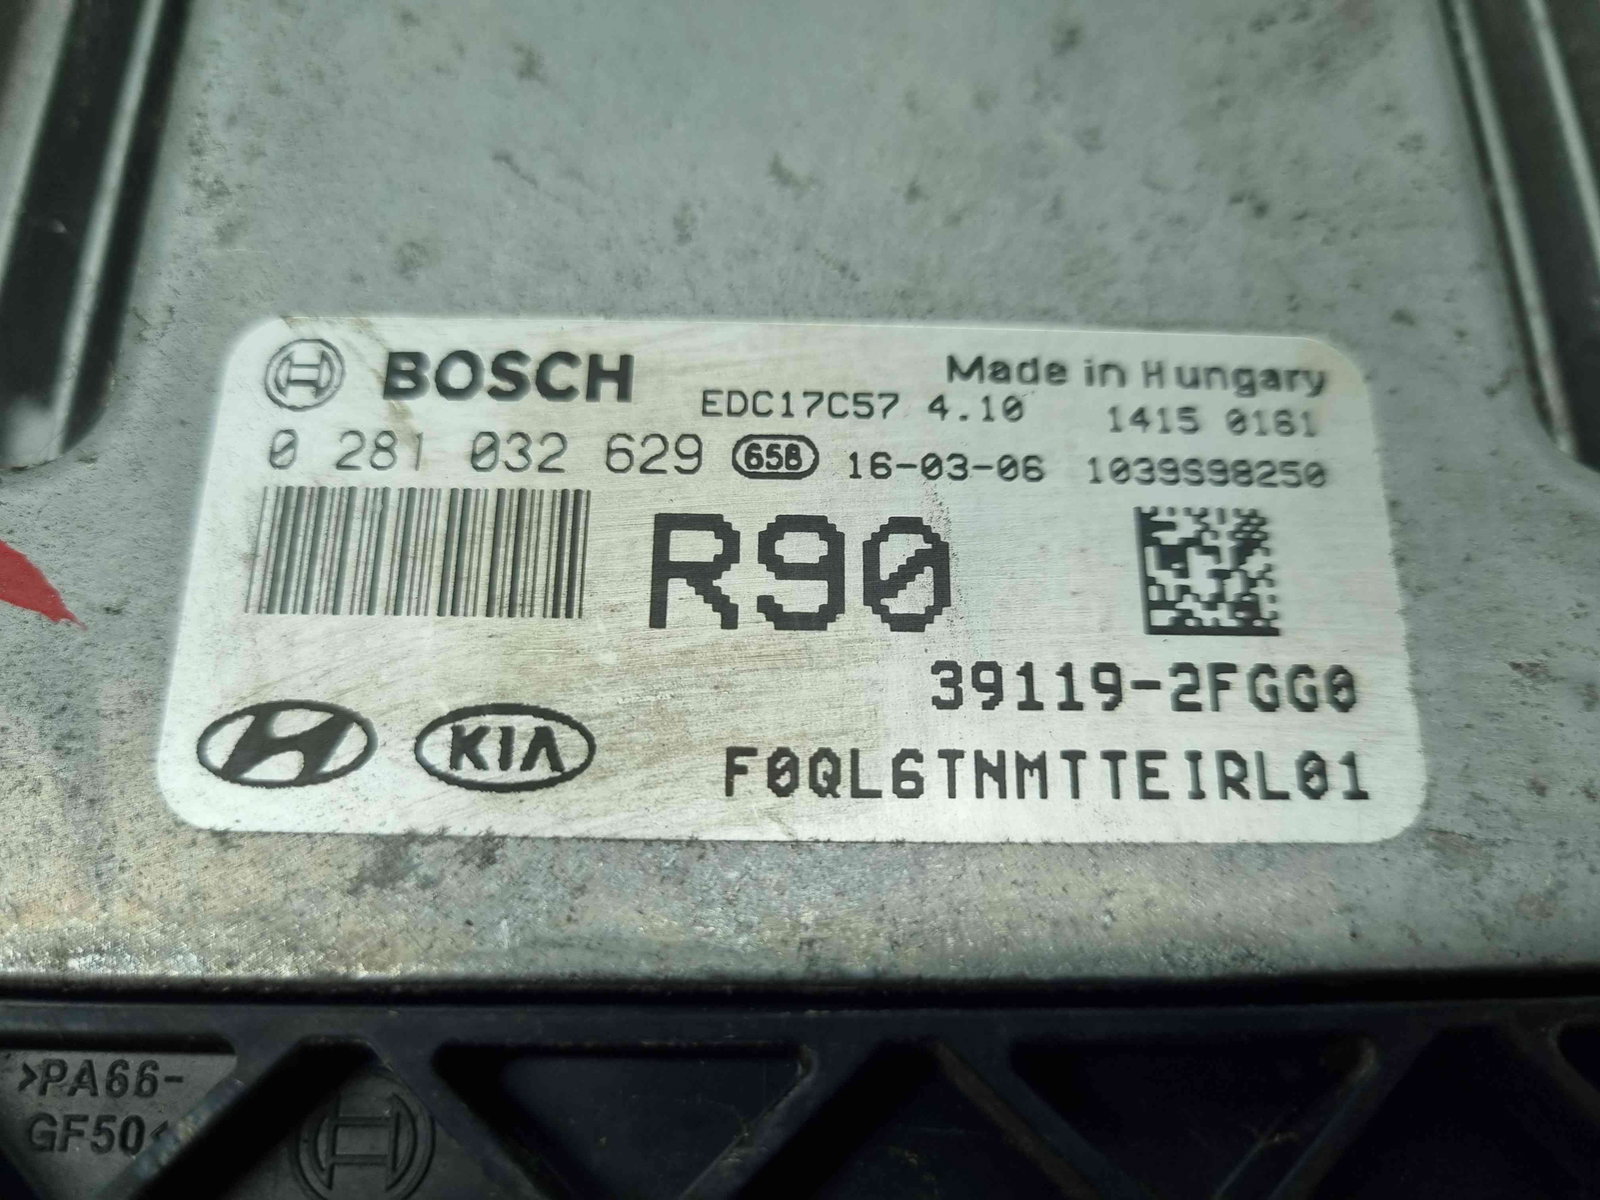 BOSCH
Made in Hungary
EDC17C57 4.10 1415 0161
0 281 032 629 658 16-03-06 1039S98250
R90
39119-2FGG0
KIA
F0QL6TNMTTEIRL01
>PA66-
GF50<